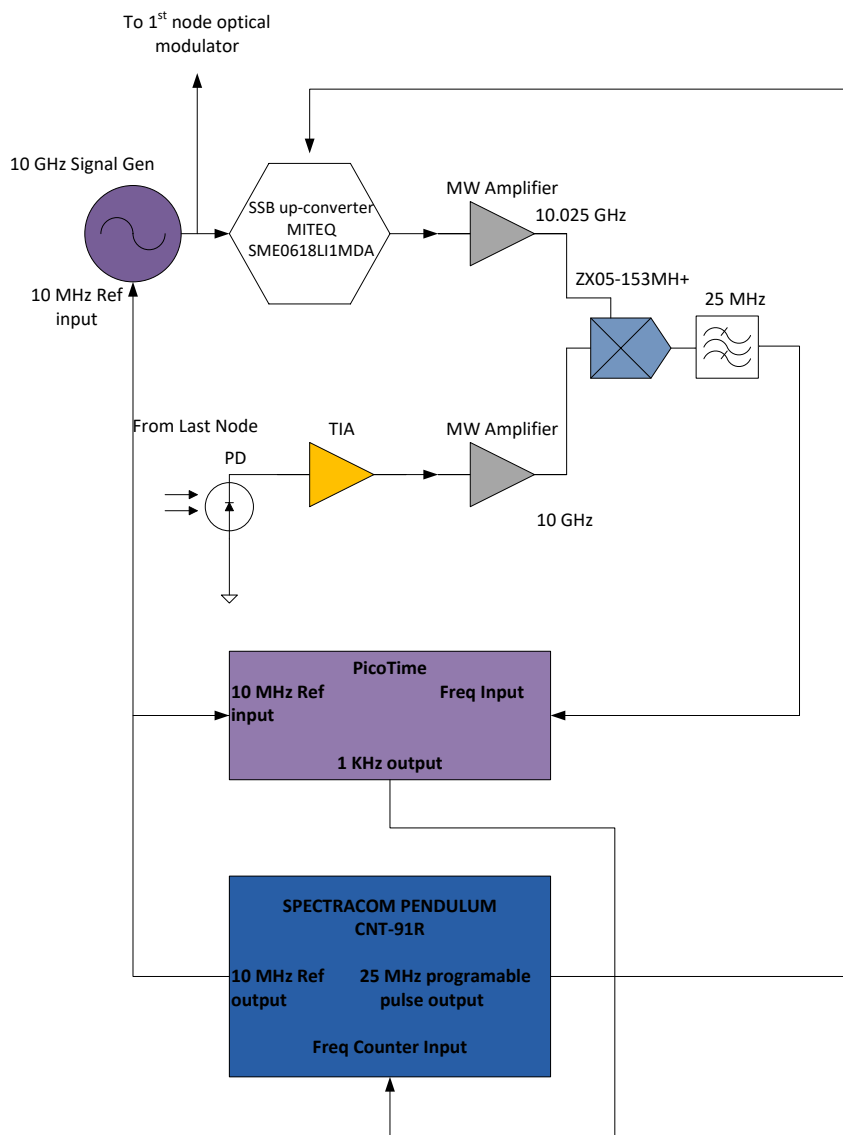 To 1st node optical
modulator
10 GHz Signal Gen
SSB up-converter
MITEQ
SME0618LI1MDA
MW Amplifier
10.025 GHz
ZX05-153MH+
25 MHz
10 MHz Ref
input
From Last Node
PD
TIA
MW Amplifier
10 GHz
PicoTime
10 MHz Ref
input
Freq Input
1 KHz output
SPECTRACOM PENDULUM
CNT-91R
10 MHz Ref
output
25 MHz programable
pulse output
Freq Counter Input